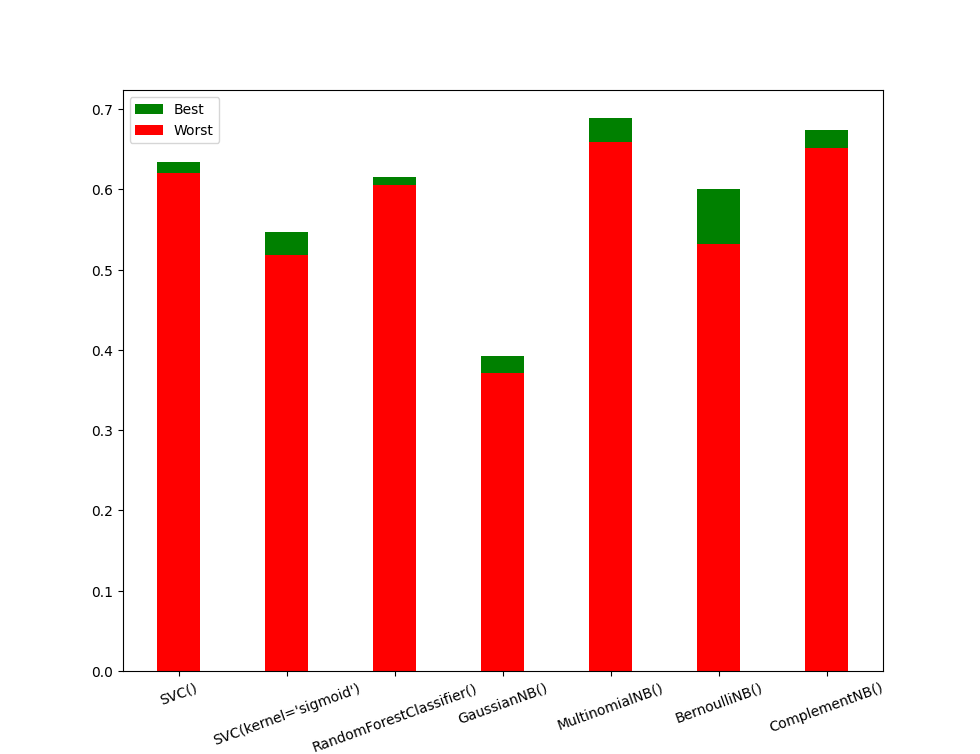 Best
Worst
0.7
0.6
0.5
0.4
0.3
0.2
0.1
0.0
SVC()
SVC(kernel='sigmoid')
RandomForestClassifier()
GaussianNB()
MultinomialNB()
BernoulliNB()
ComplementNB()